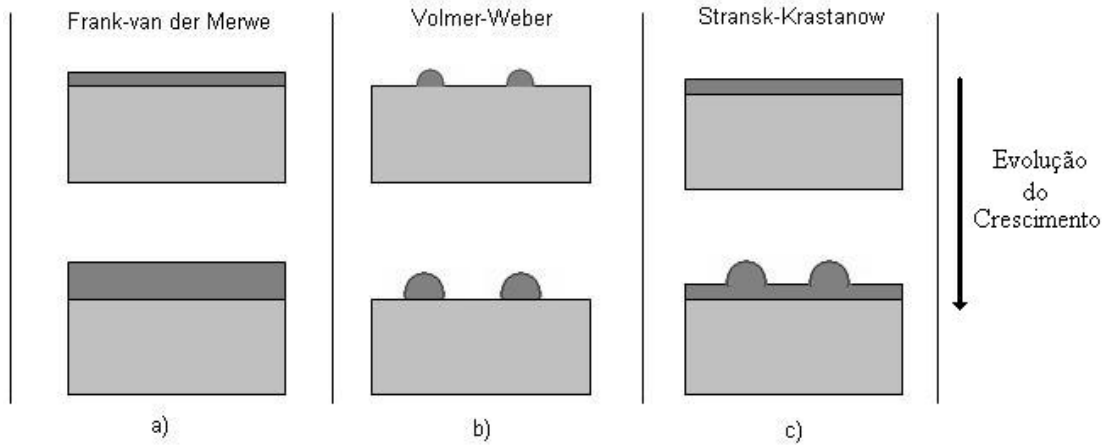 Frank-van der Merwe
Volmer-Weber
Stransk-Krastanow
Evolução
do
Crescimento
a)
b)
c)